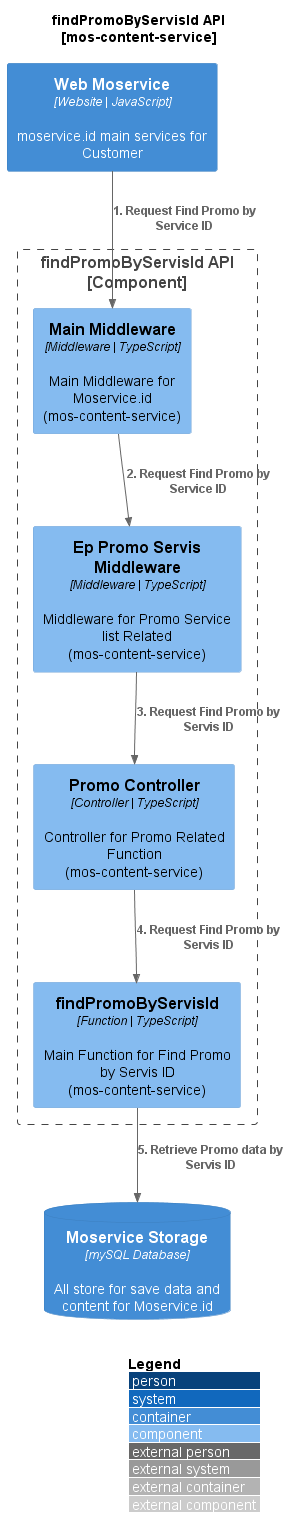 findPromoByServisId API
[mos-content-service]
Web Moservice
[Website | JavaScript]
moservice.id main services for
Customer
1. Request Find Promo by
Service ID
findPromoByServisId API
[Component]
Main Middleware
[Middleware | TypeScript]
Main Middleware for
Moservice.id
(mos-content-service)
2. Request Find Promo by
Service ID
Ep Promo Servis
Middleware
[Middleware | TypeScript]
Middleware for Promo Service
list Related
(mos-content-service)
3. Request Find Promo by
Servis ID
Promo Controller
[Controller | TypeScript]
Controller for Promo Related
Function
(mos-content-service)
4. Request Find Promo by
Servis ID
findPromoByServisId
[Function | TypeScript]
Main Function for Find Promo
by Servis ID
(mos-content-service)
5. Retrieve Promo data by
Servis ID
Moservice Storage
[mySQL Database]
All store for save data and
content for Moservice.id
Legend
person
system
container
component
external person
external system
external container
external component